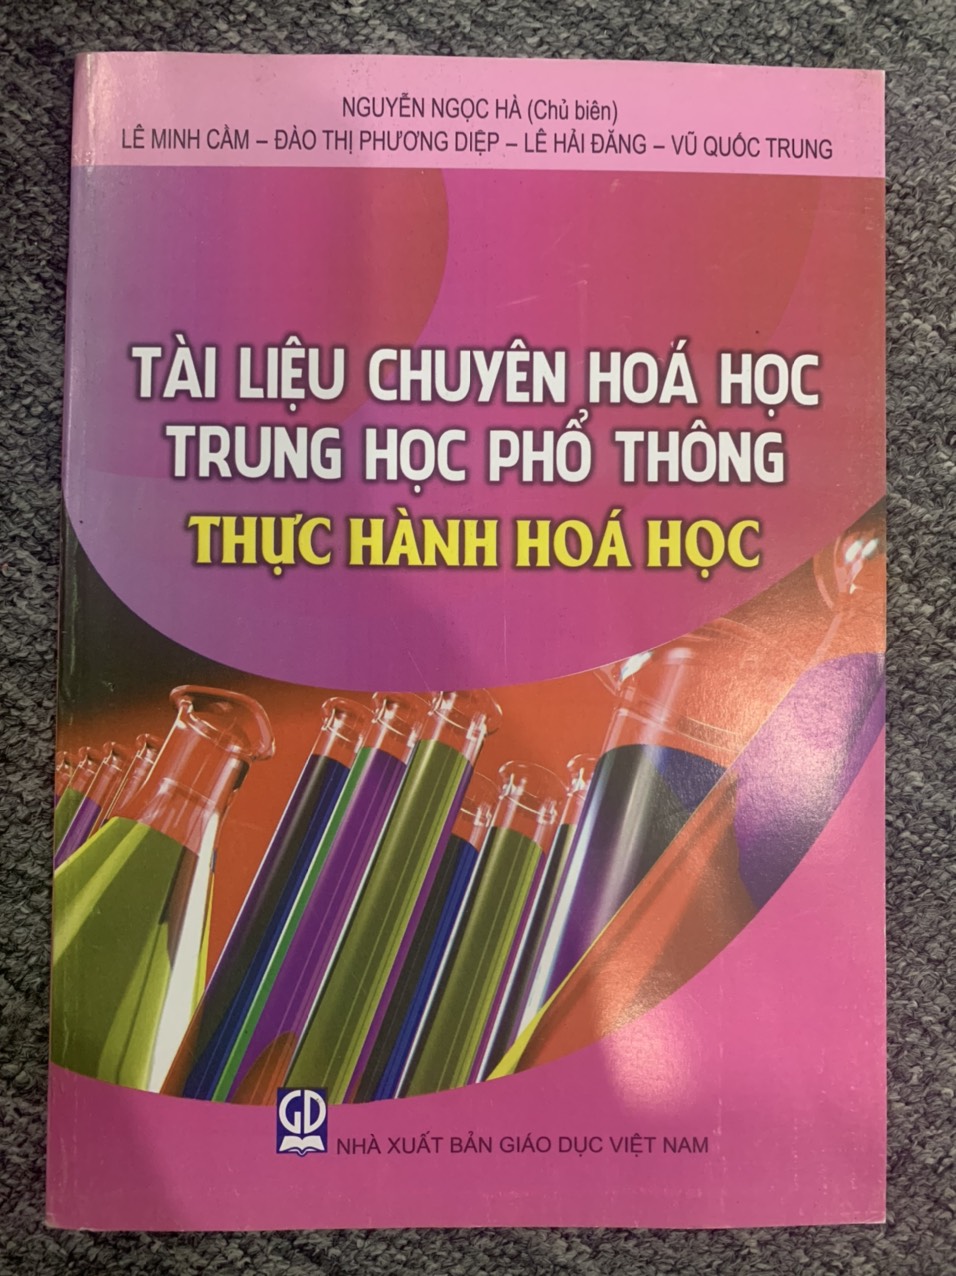 NGUYỄN NGỌC HÀ (Chủ biên)
LÊ MINH CẦM – ĐÀO THỊ PHƯƠNG DIỆP – LÊ HẢI ĐĂNG – VŨ QUỐC TRUNG
TÀI LIỆU CHUYÊN HOÁ HỌC
TRUNG HỌC PHỔ THÔNG
THỰC HÀNH HOÁ HỌC
GD
NHÀ XUẤT BẢN GIÁO DỤC VIỆT NAM